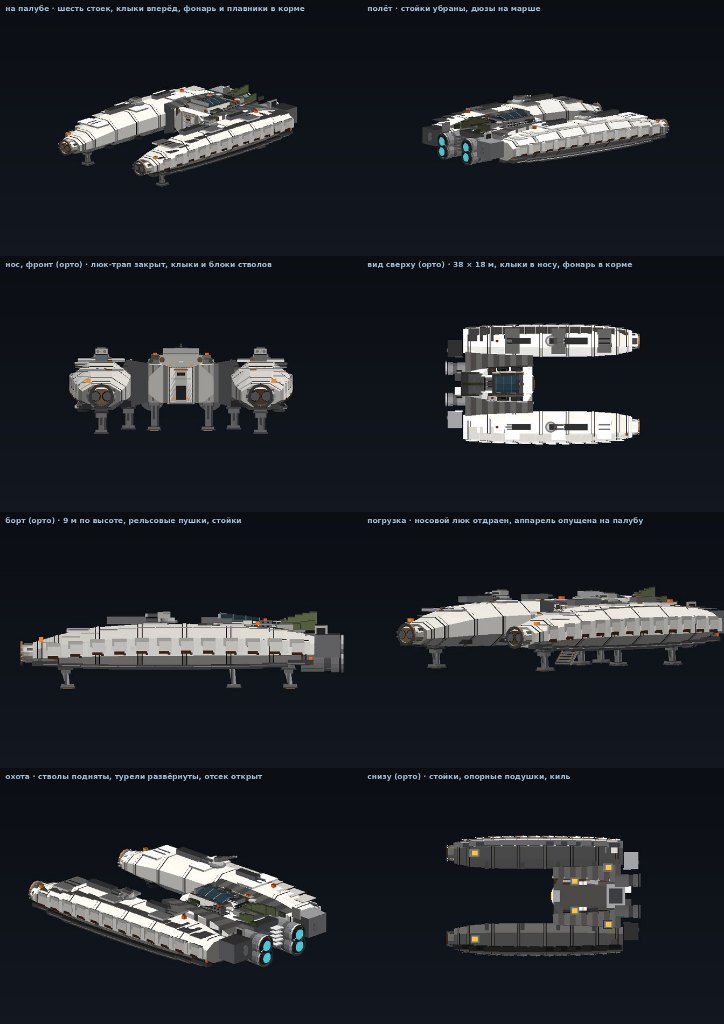 на палубе · шесть стоек, клыки вперёд, фонарь и плавники в корме
полёт · стойки убраны, дюзы на марше
нос, фронт (орто) · люк-трап закрыт, клыки и блоки стволов
вид сверху (орто) · 38 × 18 м, клыки в носу, фонарь в корме
борт (орто) · 9 м по высоте, рельсовые пушки, стойки
погрузка · носовой люк отдраен, аппарель опущена на палубу
охота · стволы подняты, турели развёрнуты, отсек открыт
снизу (орто) · стойки, опорные подушки, киль